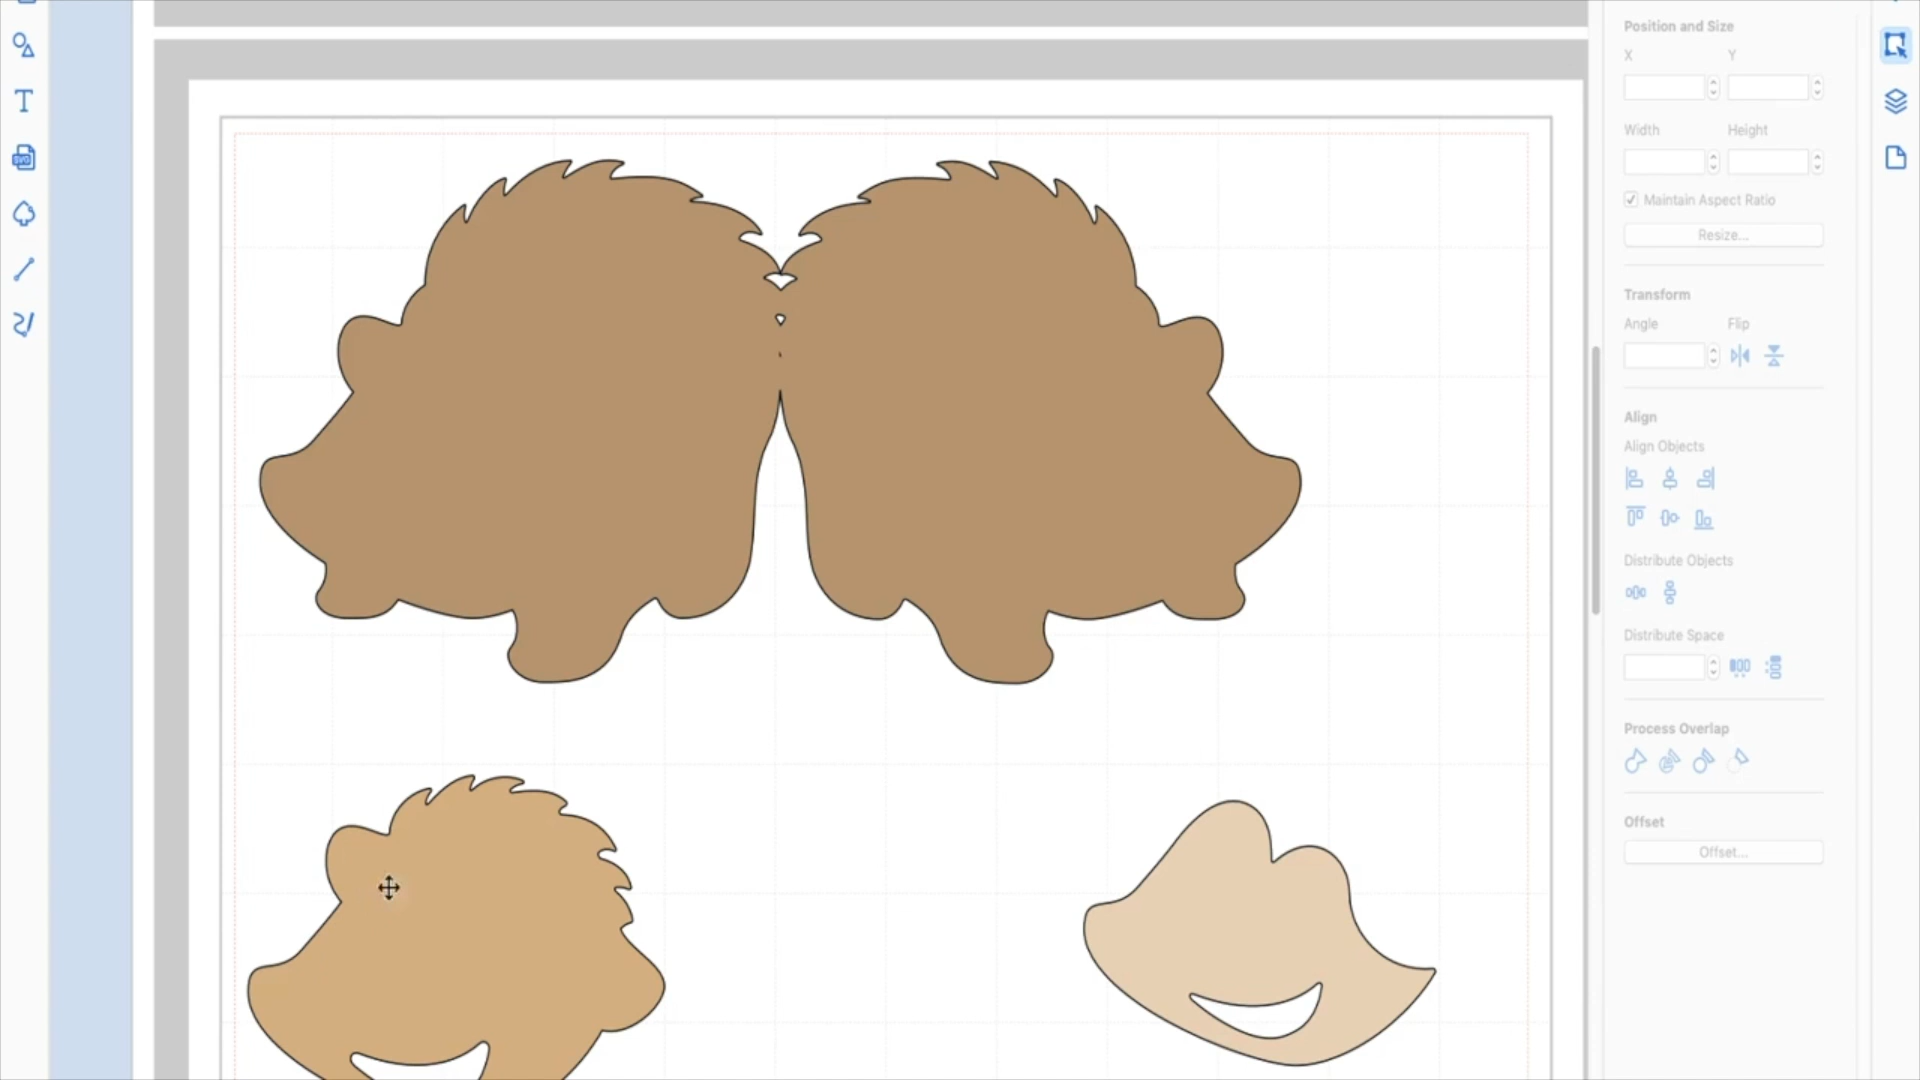 Position and Size
X Y
Width Height
Maintain Aspect Ratio
Resize...
Transform
Angle Flip
Align
Align Objects
Distribute Objects
Distribute Space
Process Overlap
Offset
Offset...
T
SVG